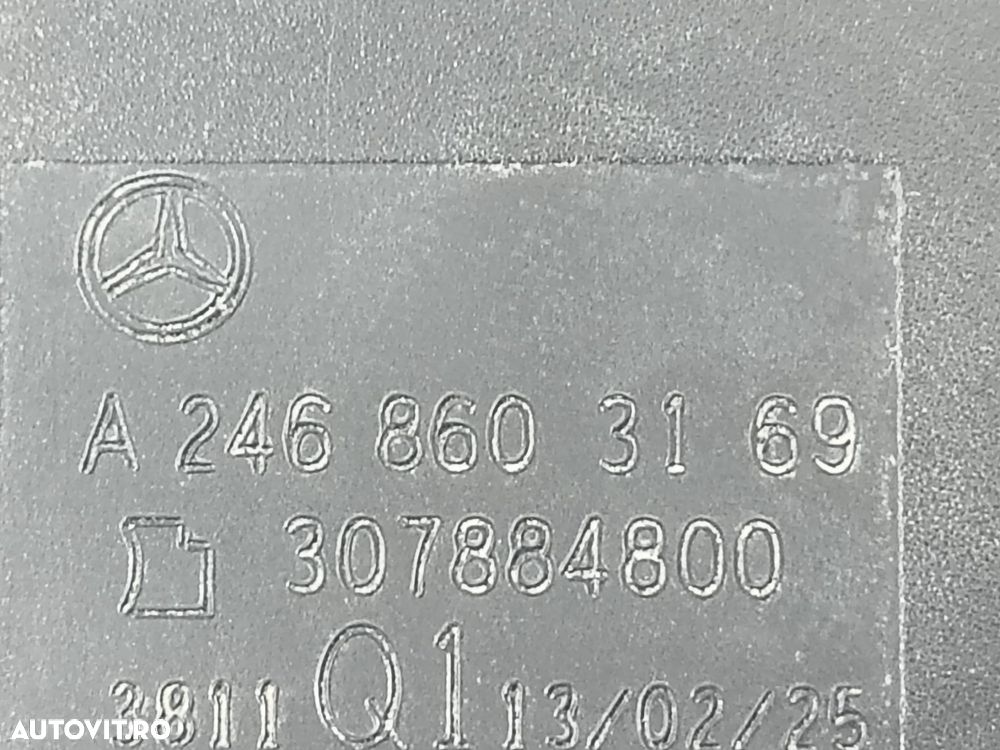 A 246 860 31 69
307884800
3811 Q1 13/02/25
AUTOVIT.RO